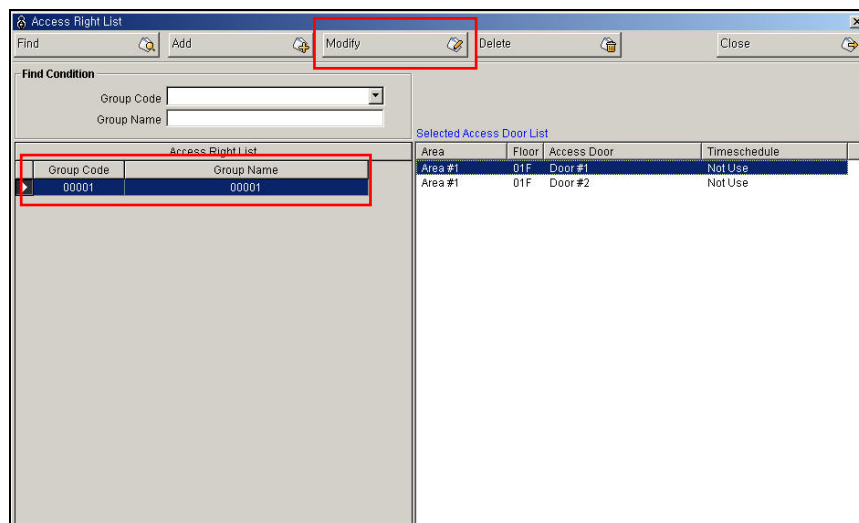 Access Right List
Find Add Modify Delete Close
Find Condition
Group Code
Group Name
Selected Access Door List
Access Right List
Group Code Group Name
00001 00001
Area Floor Access Door Timeschedule
Area #1 01F Door #1 Not Use
Area #1 01F Door #2 Not Use